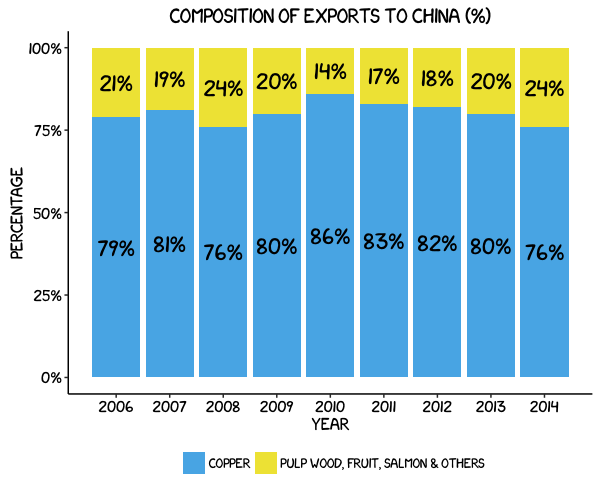 COMPOSITION OF EXPORTS TO CHINA (%)
100%
75%
50%
25%
0%
PERCENTAGE
21% 19% 24% 20% 14% 17% 18% 20% 24%
79% 81% 76% 80% 86% 83% 82% 80% 76%
2006 2007 2008 2009 2010 2011 2012 2013 2014
YEAR
COPPER PULP WOOD, FRUIT, SALMON & OTHERS